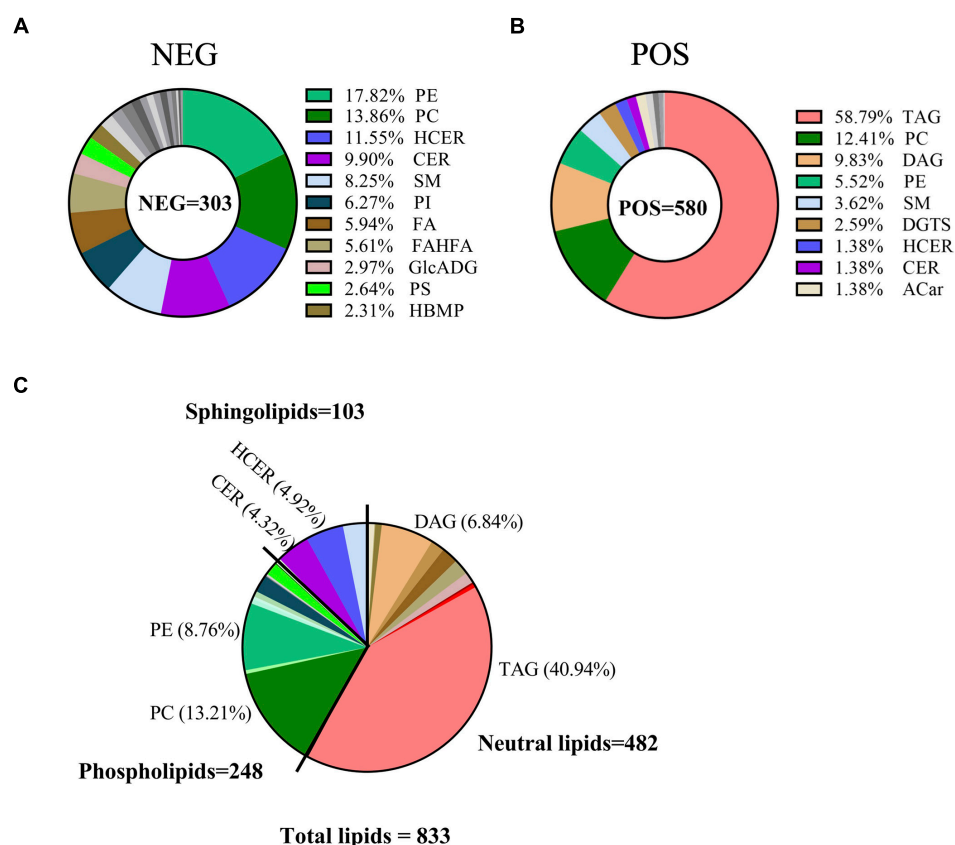 A
NEG
NEG=303
17.82% PE
13.86% PC
11.55% HCER
9.90% CER
8.25% SM
6.27% PI
5.94% FA
5.61% FAHFA
2.97% GlcADG
2.64% PS
2.31% HBMP
B
POS
POS=580
58.79% TAG
12.41% PC
9.83% DAG
5.52% PE
3.62% SM
2.59% DGTS
1.38% HCER
1.38% CER
1.38% ACar
C
Sphingolipids=103
HCER (4.92%)
CER (4.32%)
DAG (6.84%)
PE (8.76%)
TAG (40.94%)
PC (13.21%)
Neutral lipids=482
Phospholipids=248
Total lipids = 833